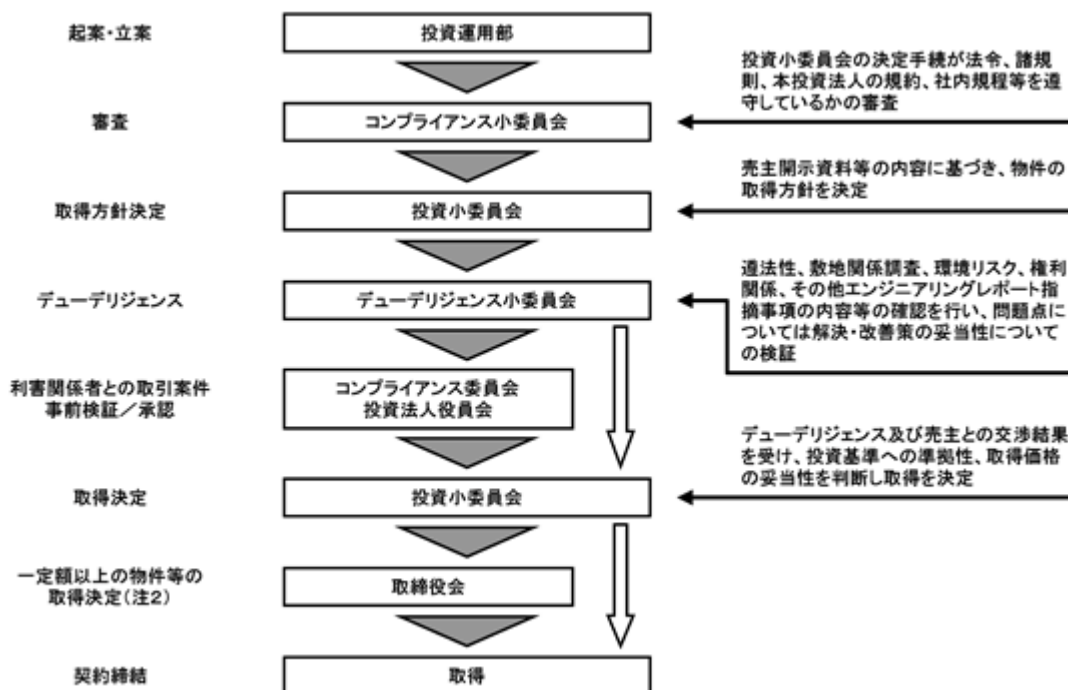 起案・立案
投資運用部
投資小委員会の決定手続が法令、諸規
則、本投資法人の規約、社内規程等を遵
守しているかの審査
審査
コンプライアンス小委員会
売主開示資料等の内容に基づき、物件の
取得方針を決定
取得方針決定
投資小委員会
遵法性、敷地関係調査、環境リスク、権利
関係、その他エンジニアリングレポート指
摘事項の内容等の確認を行い、問題点に
ついては解決・改善策の妥当性について
の検証
デューデリジェンス
デューデリジェンス小委員会
利害関係者との取引案件
事前検証／承認
コンプライアンス委員会
投資法人役員会
デューデリジェンス及び売主との交渉結果
を受け、投資基準への準拠性、取得価格
の妥当性を判断し取得を決定
取得決定
投資小委員会
一定額以上の物件等の
取得決定(注2)
取締役会
契約締結
取得